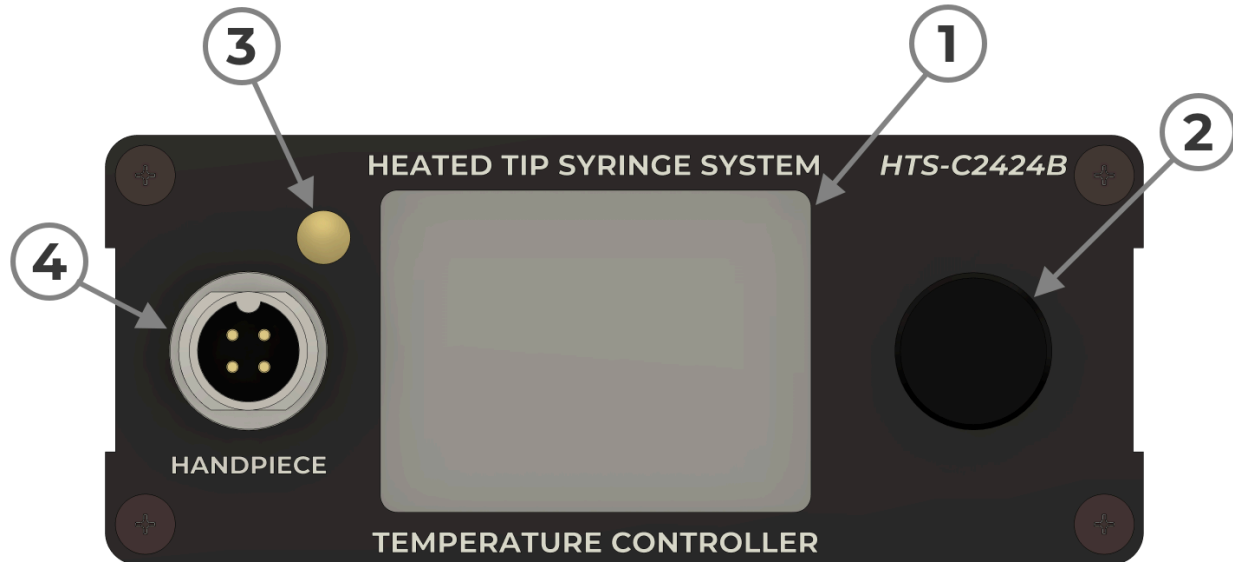 3
1
2
HEATED TIP SYRINGE SYSTEM HTS-C2424B
4
HANDPIECE
TEMPERATURE CONTROLLER